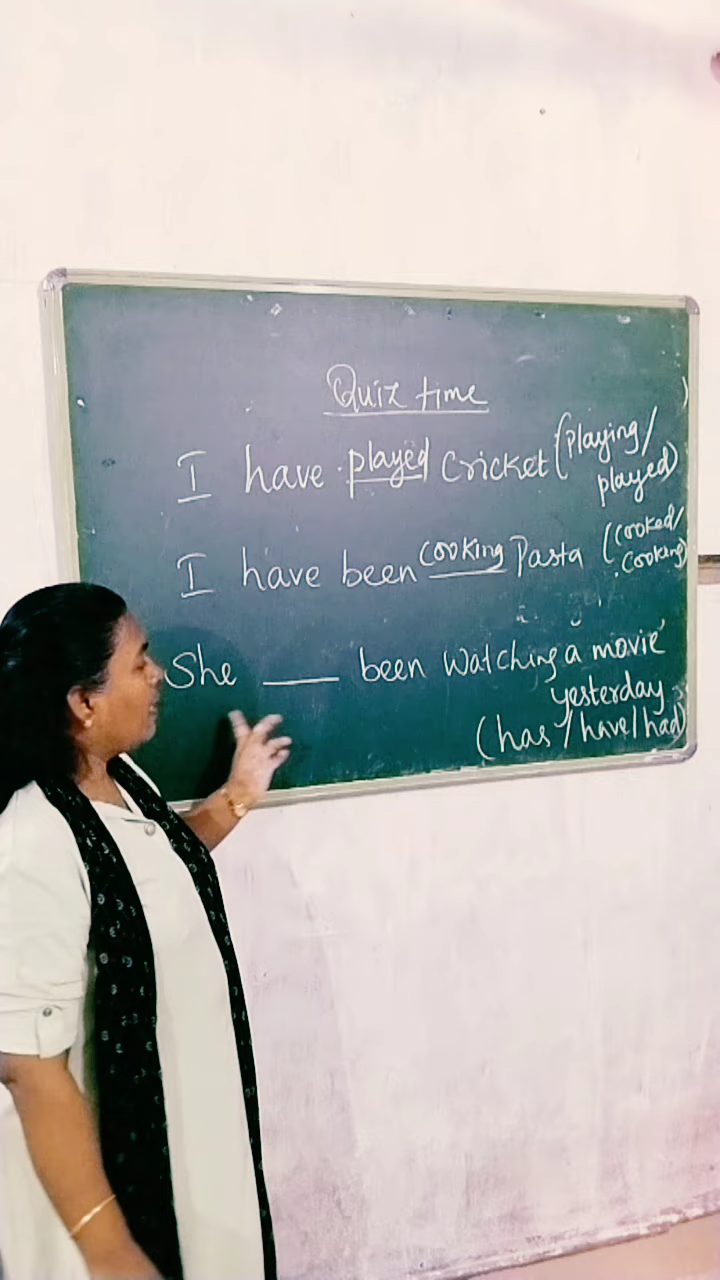 Quiz time
I have played Cricket (playing/
played)
I have been cooking Pasta (cooked/
cooking)
She ____ been watching a movie
yesterday
(has/have/had)